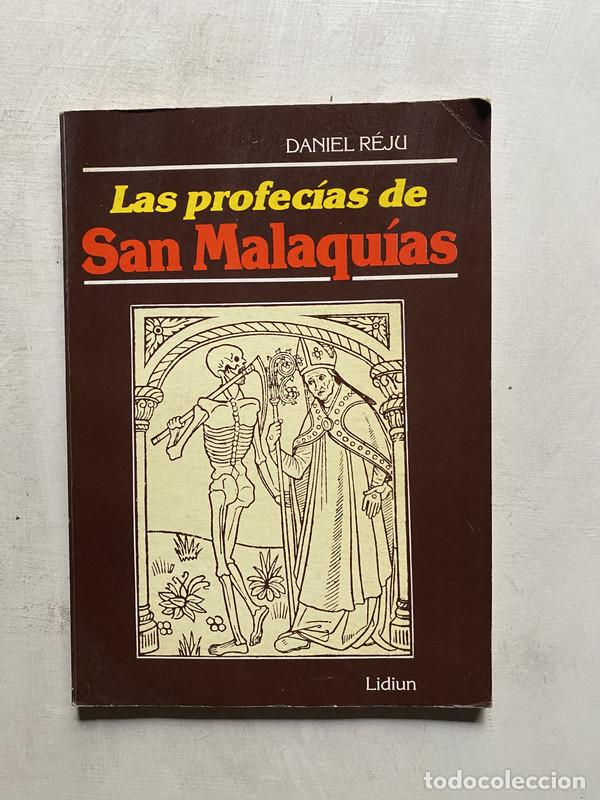 DANIEL RÉJU
Las profecías de
San Malaquías
Lidiun
todocoleccion